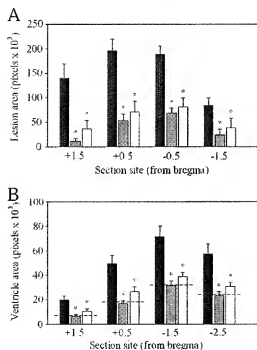 A
Lesion area (pixels x 10³)
250
200
150
100
50
0
* * * * * * * *
+1.5 +0.5 -0.5 -1.5
Section site (from bregma)
B
Ventricle area (pixels x 10³)
100
80
60
40
20
0
* * * * * * * *
+1.5 +0.5 -1.5 -2.5
Section site (from bregma)